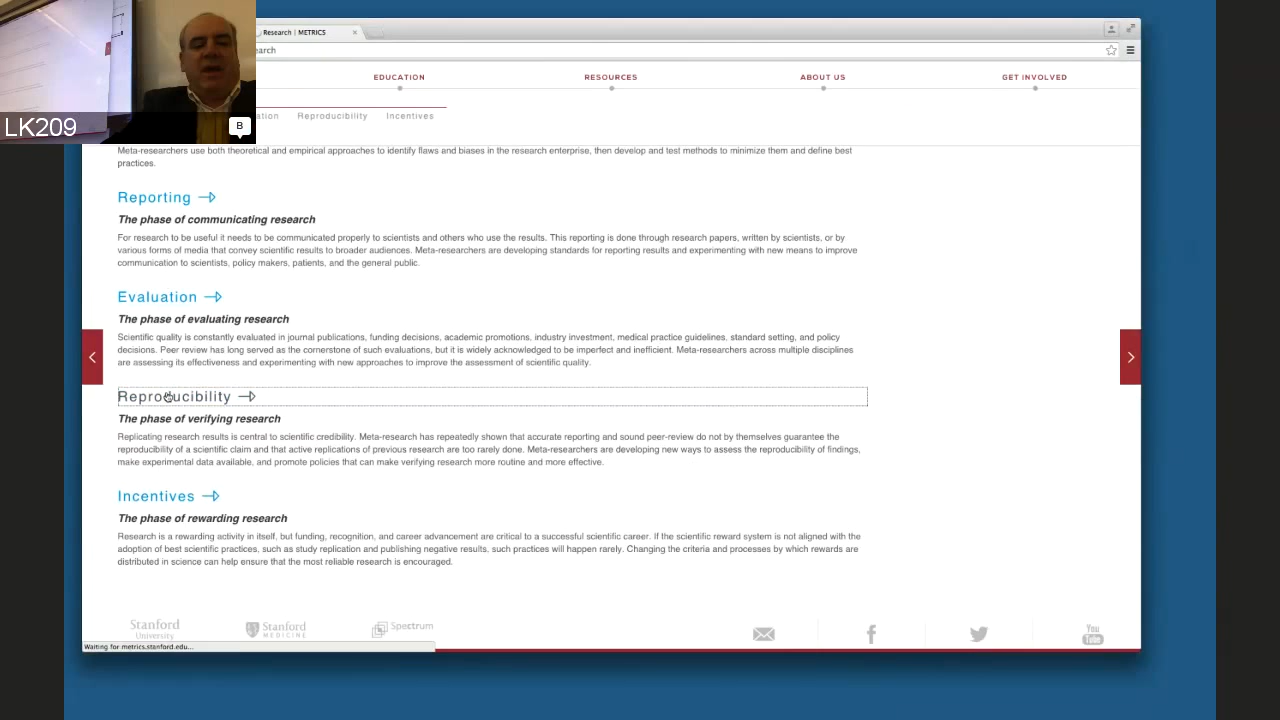 Research | METRICS
earch
EDUCATION RESOURCES ABOUT US GET INVOLVED
ation Reproducibility Incentives
LK209
B
Meta-researchers use both theoretical and empirical approaches to identify flaws and biases in the research enterprise, then develop and test methods to minimize them and define best
practices.
Reporting
The phase of communicating research
For research to be useful it needs to be communicated properly to scientists and others who use the results. This reporting is done through research papers, written by scientists, or by
various forms of media that convey scientific results to broader audiences. Meta-researchers are developing standards for reporting results and experimenting with new means to improve
communication to scientists, policy makers, patients, and the general public.
Evaluation
The phase of evaluating research
Scientific quality is constantly evaluated in journal publications, funding decisions, academic promotions, industry investment, medical practice guidelines, standard setting, and policy
decisions. Peer review has long served as the cornerstone of such evaluations, but it is widely acknowledged to be imperfect and inefficient. Meta-researchers across multiple disciplines
are assessing its effectiveness and experimenting with new approaches to improve the assessment of scientific quality.
Reproducibility
The phase of verifying research
Replicating research results is central to scientific credibility. Meta-research has repeatedly shown that accurate reporting and sound peer-review do not by themselves guarantee the
reproducibility of a scientific claim and that active replications of previous research are too rarely done. Meta-researchers are developing new ways to assess the reproducibility of findings,
make experimental data available, and promote policies that can make verifying research more routine and more effective.
Incentives
The phase of rewarding research
Research is a rewarding activity in itself, but funding, recognition, and career advancement are critical to a successful scientific career. If the scientific reward system is not aligned with the
adoption of best scientific practices, such as study replication and publishing negative results, such practices will happen rarely. Changing the criteria and processes by which rewards are
distributed in science can help ensure that the most reliable research is encouraged.
Stanford
University
Stanford
MEDICINE
Spectrum
You
Tube
Waiting for metrics.stanford.edu...